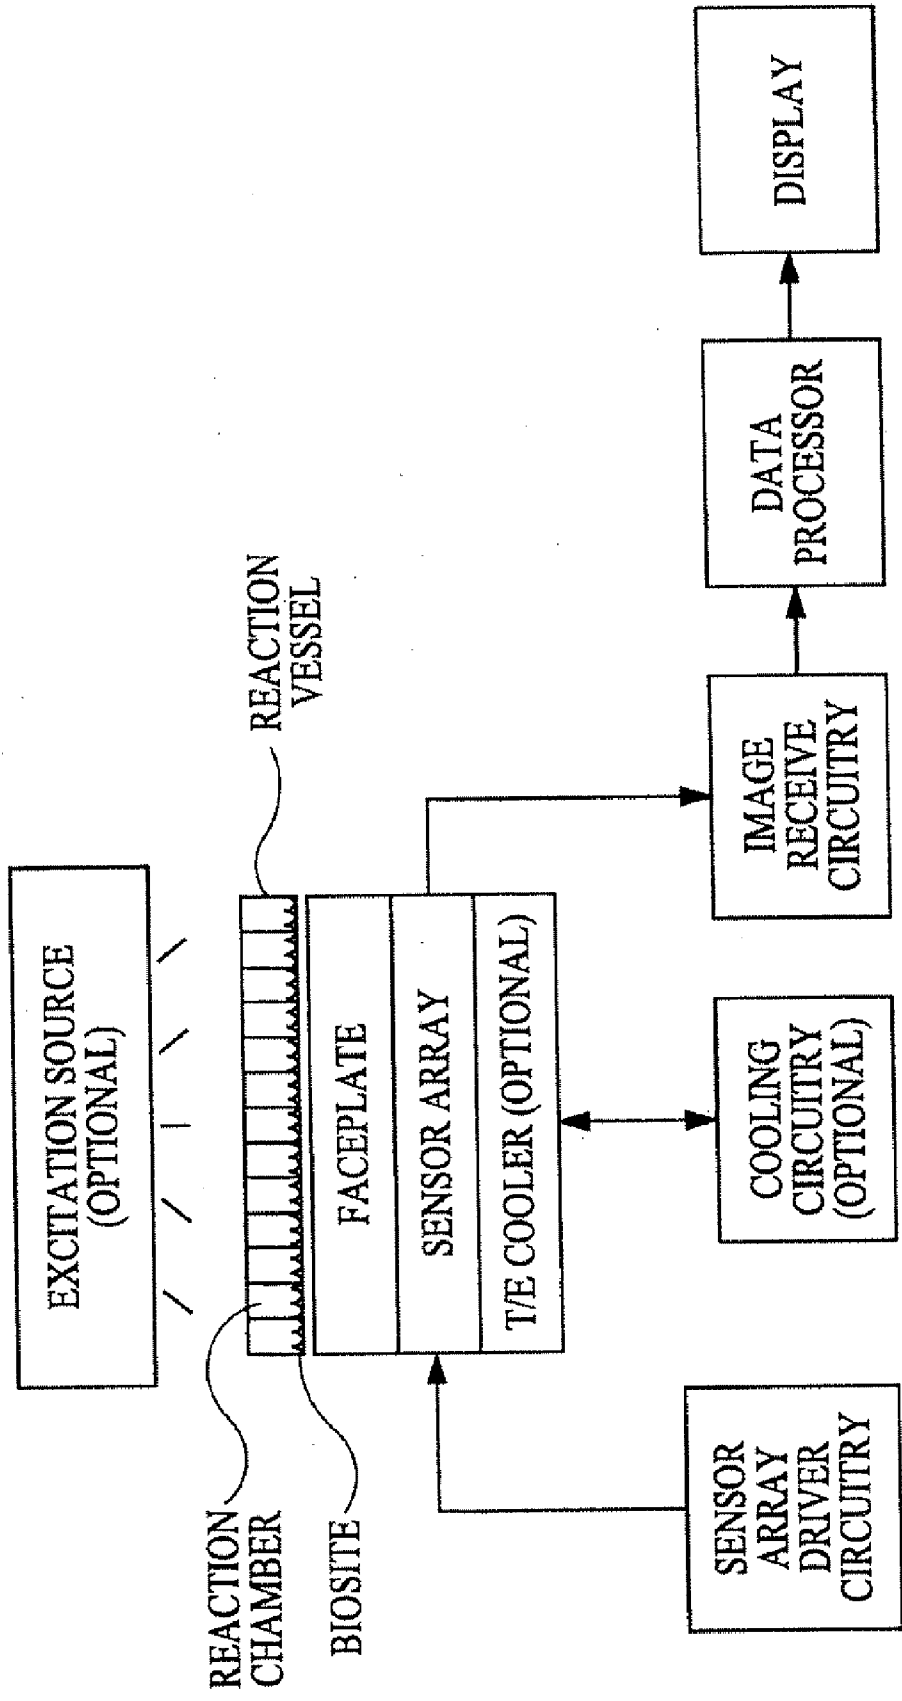 EXCITATION SOURCE
(OPTIONAL)
REACTION
CHAMBER
BIOSITE
REACTION
VESSEL
FACEPLATE
SENSOR ARRAY
T/E COOLER (OPTIONAL)
SENSOR
ARRAY
DRIVER
CIRCUITRY
COOLING
CIRCUITRY
(OPTIONAL)
IMAGE
RECEIVE
CIRCUITRY
DATA
PROCESSOR
DISPLAY